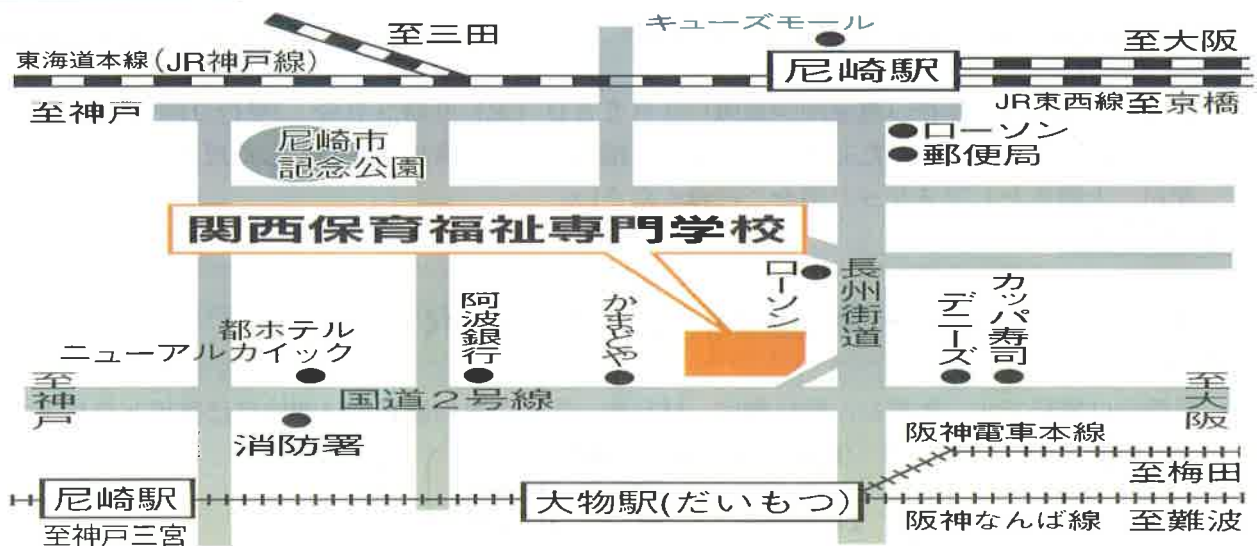 キューズモール
至三田
至大阪
東海道本線(JR神戸線)
尼崎駅
至神戸
JR東西線至京橋
尼崎市
記念公園
ローソン
郵便局
関西保育福祉専門学校
ローソン
長州街道
カッパ寿司
デニーズ
かまどや
阿波銀行
都ホテル
ニューアルカイック
至神戸
国道2号線
至大阪
消防署
阪神電車本線
至梅田
尼崎駅
大物駅(だいもつ)
至神戸三宮
阪神なんば線
至難波